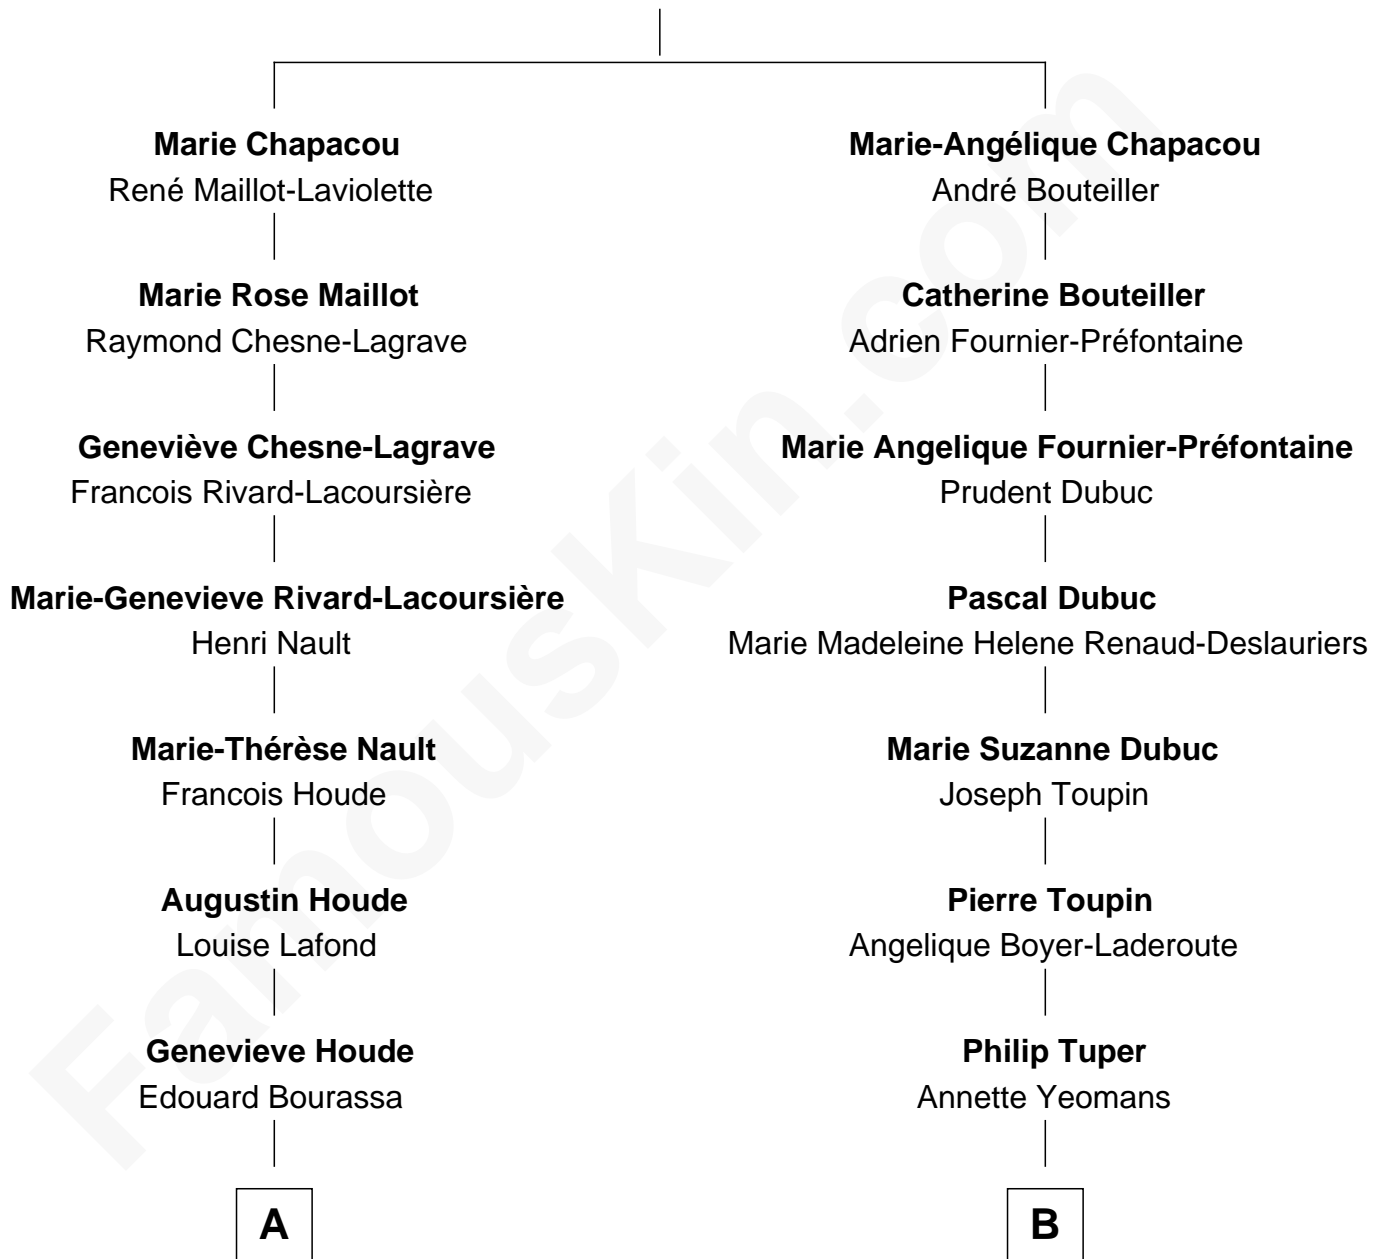 Marie Chapacou
René Maillot-Laviolette
Marie Rose Maillot
Raymond Chesne-Lagrave
Geneviève Chesne-Lagrave
Francois Rivard-Lacoursière
Marie-Genevieve Rivard-Lacoursière
Henri Nault
Marie-Thérèse Nault
Francois Houde
Augustin Houde
Louise Lafond
Genevieve Houde
Edouard Bourassa
A
Marie-Angélique Chapacou
André Bouteiller
Catherine Bouteiller
Adrien Fournier-Préfontaine
Marie Angelique Fournier-Préfontaine
Prudent Dubuc
Pascal Dubuc
Marie Madeleine Helene Renaud-Deslauriers
Marie Suzanne Dubuc
Joseph Toupin
Pierre Toupin
Angelique Boyer-Laderoute
Philip Tuper
Annette Yeomans
B
FamousKin.com